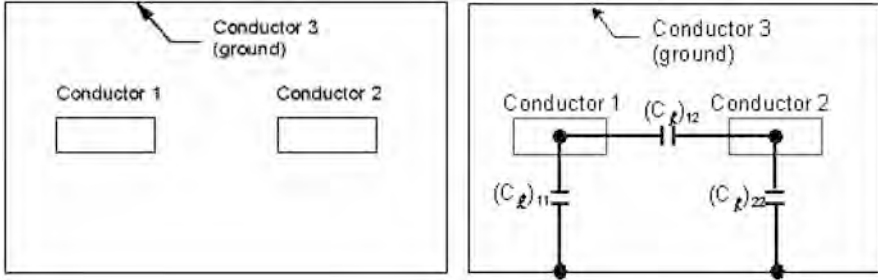 Conductor 3
(ground)
Conductor 1
Conductor 2
Conductor 3
(ground)
Conductor 1
(Cℓ)12
Conductor 2
(Cℓ)11
(Cℓ)22